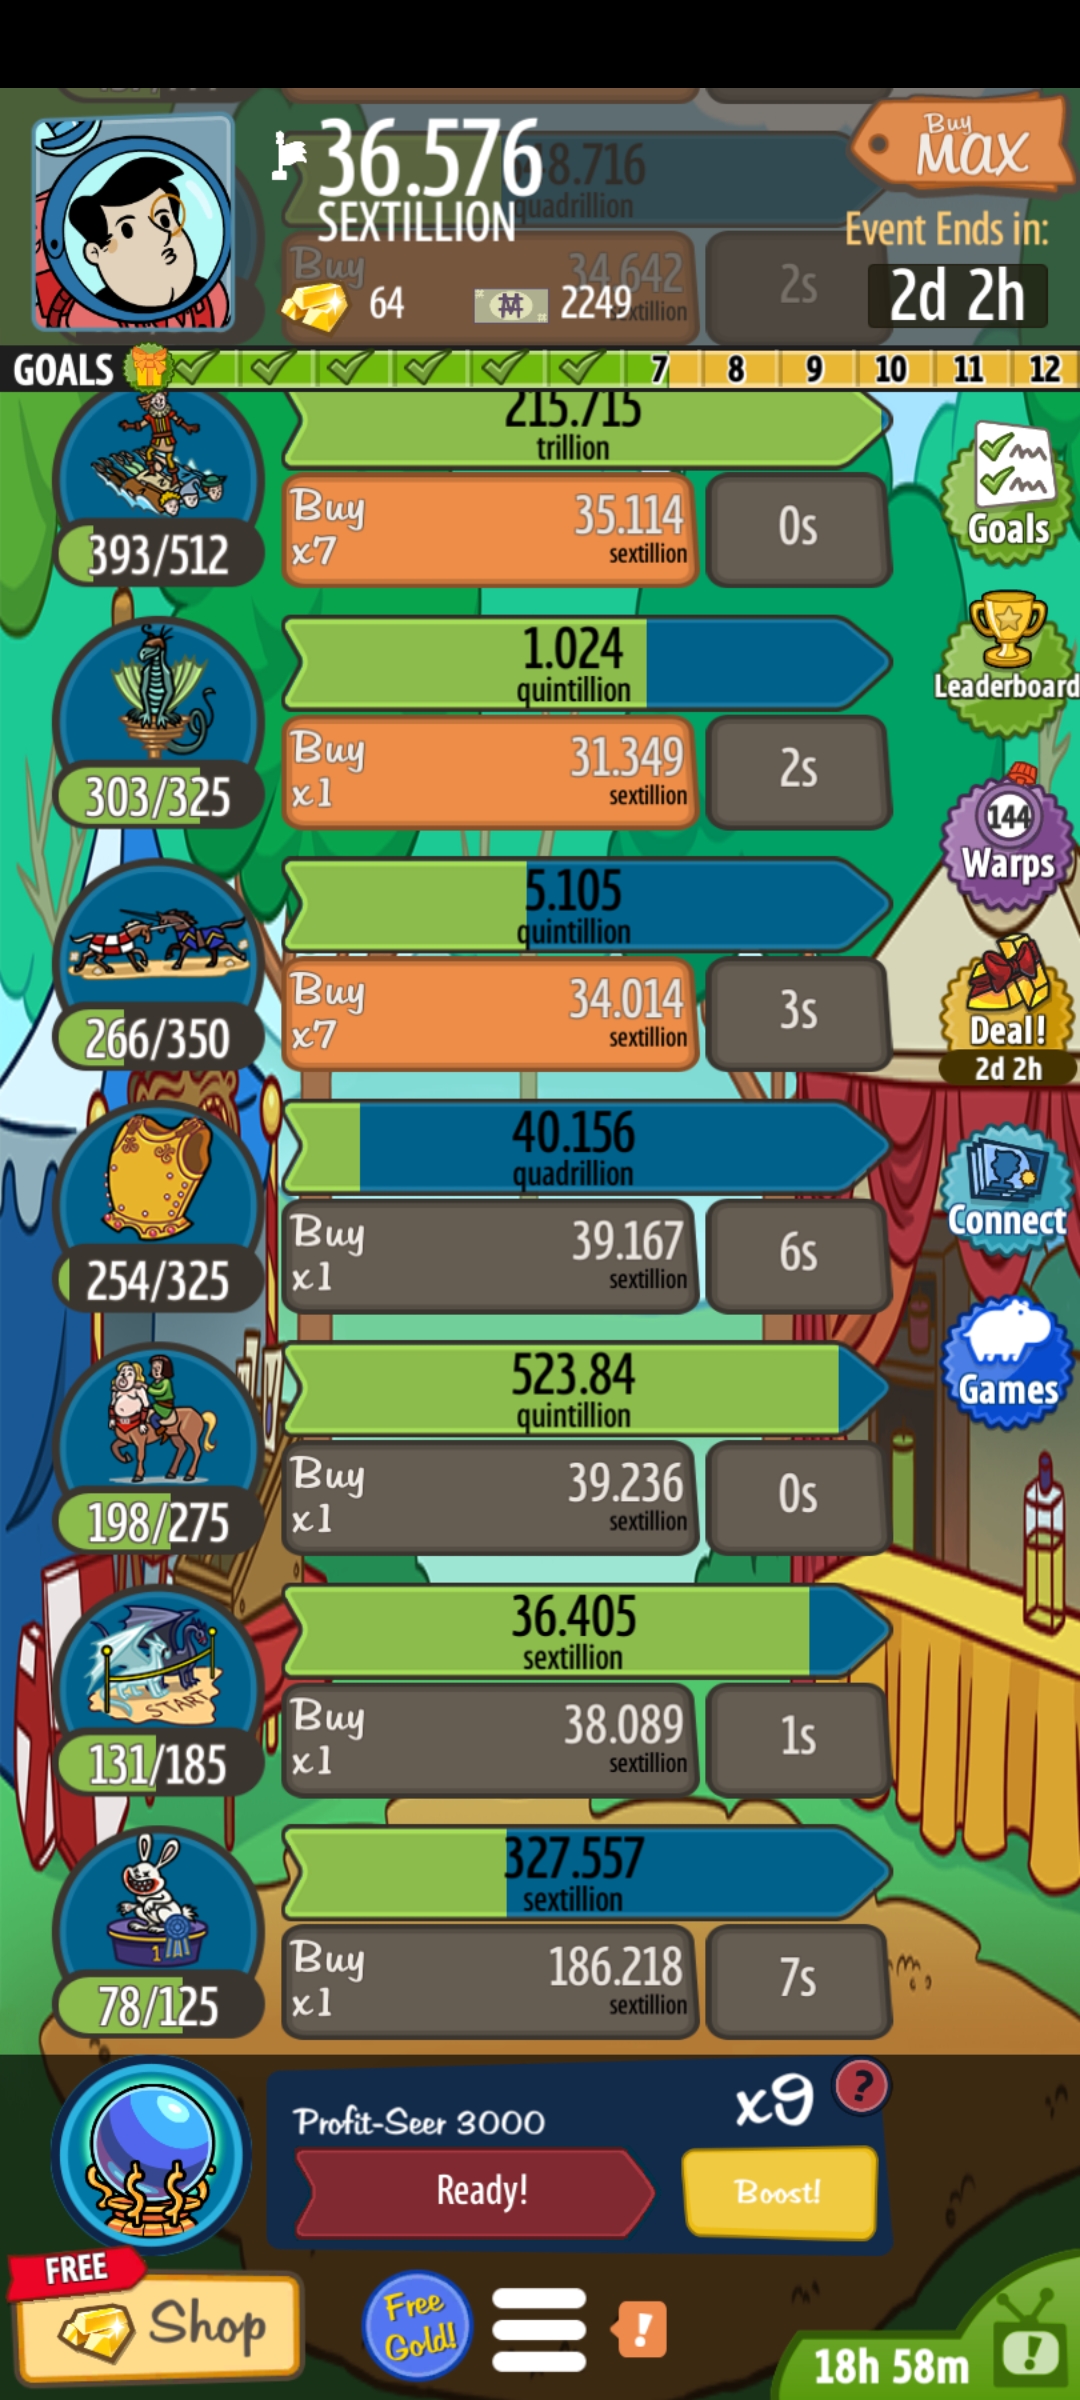 36.576
SEXTILLION
Buy
MAX
8.716
quadrillion
Event Ends in:
Buy
34.642
sextillion
2s
64
2249
2d 2h
GOALS 7 8 9 10 11 12
215.715
trillion
Buy
x7
35.114
sextillion
0s
393/512
Goals
1.024
quintillion
Buy
x1
31.349
sextillion
2s
303/325
Leaderboard
144
Warps
5.105
quintillion
Buy
x7
34.014
sextillion
3s
266/350
Deal!
2d 2h
40.156
quadrillion
Buy
x1
39.167
sextillion
6s
254/325
Connect
523.84
quintillion
Buy
x1
39.236
sextillion
0s
198/275
Games
36.405
sextillion
START
Buy
x1
38.089
sextillion
1s
131/185
327.557
sextillion
1
Buy
x1
186.218
sextillion
7s
78/125
Profit-Seer 3000
x9
?
Ready!
Boost!
FREE
Shop
Free
Gold!
!
18h 58m
!